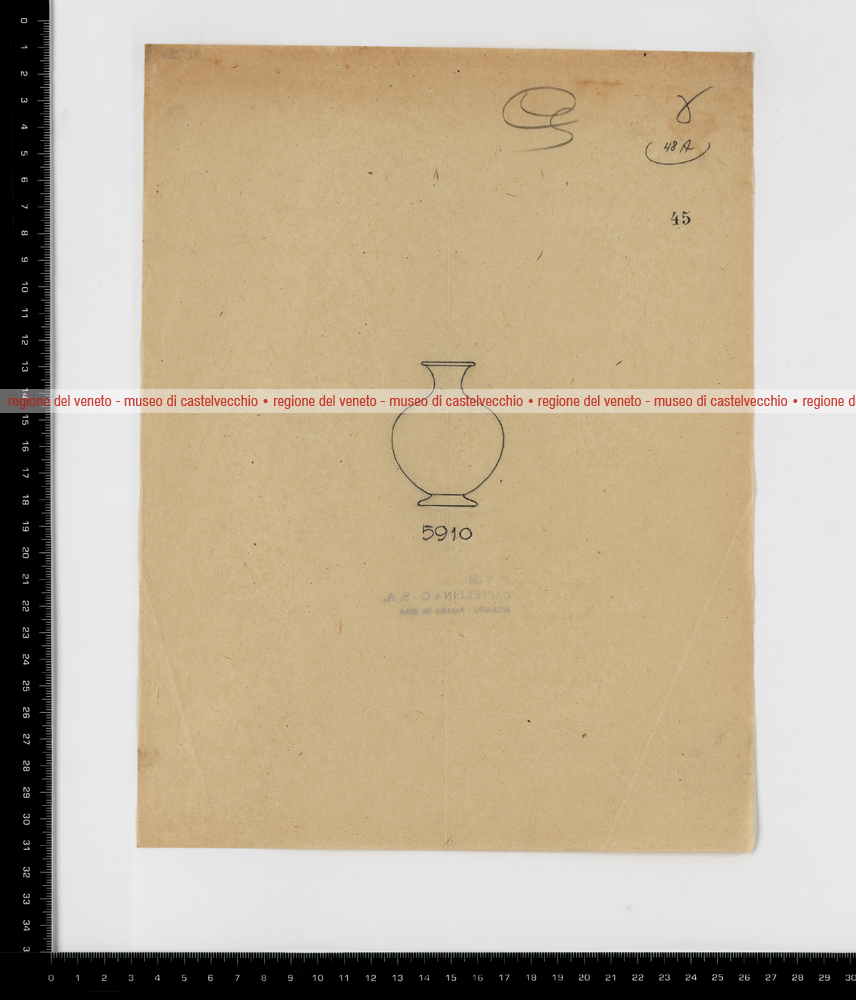 48 A
45
regione del veneto - museo di castelvecchio • regione del veneto - museo di castelvecchio • regione del veneto - museo di castelvecchio • regione d
5910
CAPPELLIN & C. S. A.
0 1 2 3 4 5 6 7 8 9 10 11 12 13 14 15 16 17 18 19 20 21 22 23 24 25 26 27 28 29 30 31 32 33 34 3
0 1 2 3 4 5 6 7 8 9 10 11 12 13 14 15 16 17 18 19 20 21 22 23 24 25 26 27 28 29 30